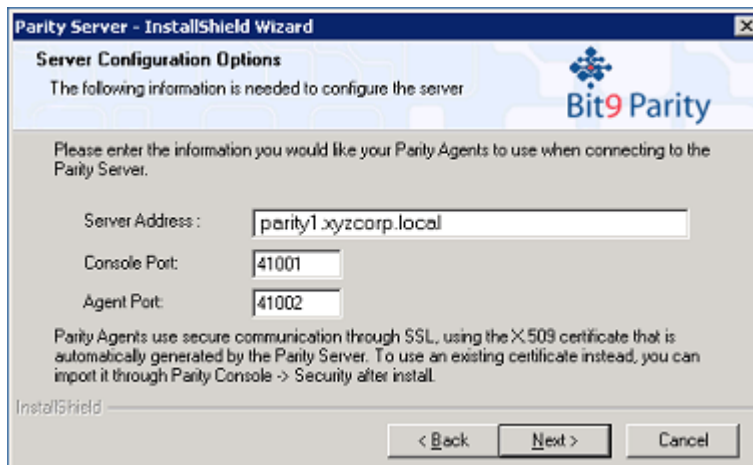 Parity Server - InstallShield Wizard
Server Configuration Options
The following information is needed to configure the server
Bit9 Parity
Please enter the information you would like your Parity Agents to use when connecting to the
Parity Server.
Server Address : parity1.xyzcorp.local
Console Port: 41001
Agent Port: 41002
Parity Agents use secure communication through SSL, using the X.509 certificate that is
automatically generated by the Parity Server. To use an existing certificate instead, you can
import it through Parity Console -> Security after install.
InstallShield
< Back Next > Cancel